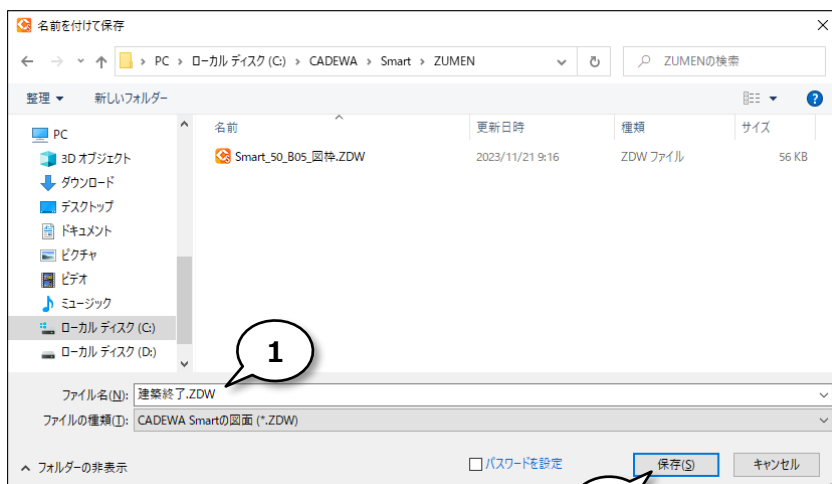 名前を付けて保存
PC › ローカル ディスク (C:) › CADEWA › Smart › ZUMEN
ZUMENの検索
整理 新しいフォルダー
名前 更新日時 種類 サイズ
Smart_50_B05_図枠.ZDW 2023/11/21 9:16 ZDW ファイル 56 KB
PC
3D オブジェクト
ダウンロード
デスクトップ
ドキュメント
ピクチャ
ビデオ
ミュージック
ローカル ディスク (C:)
ローカル ディスク (D:)
1
ファイル名(N): 建築終了.ZDW
ファイルの種類(T): CADEWA Smartの図面 (*.ZDW)
フォルダーの非表示
パスワードを設定
保存(S)
キャンセル